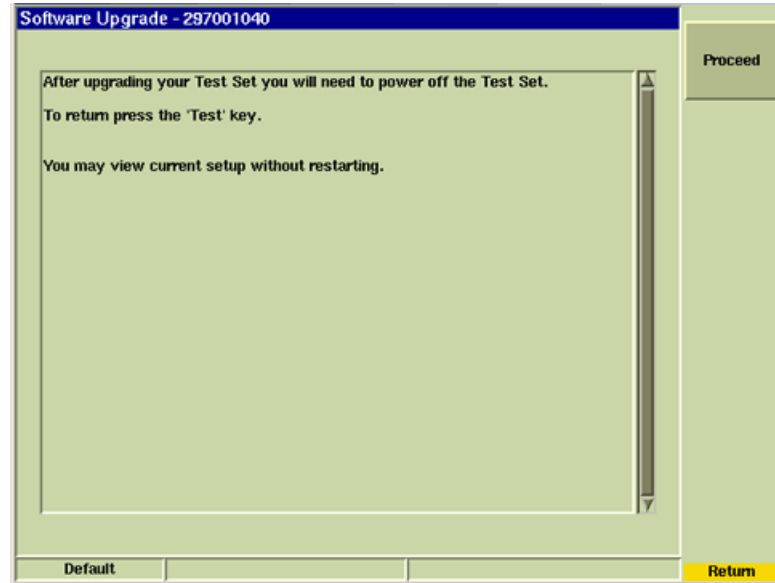 Software Upgrade - 297001040
Proceed
After upgrading your Test Set you will need to power off the Test Set.
To return press the 'Test' key.
You may view current setup without restarting.
Default
Return